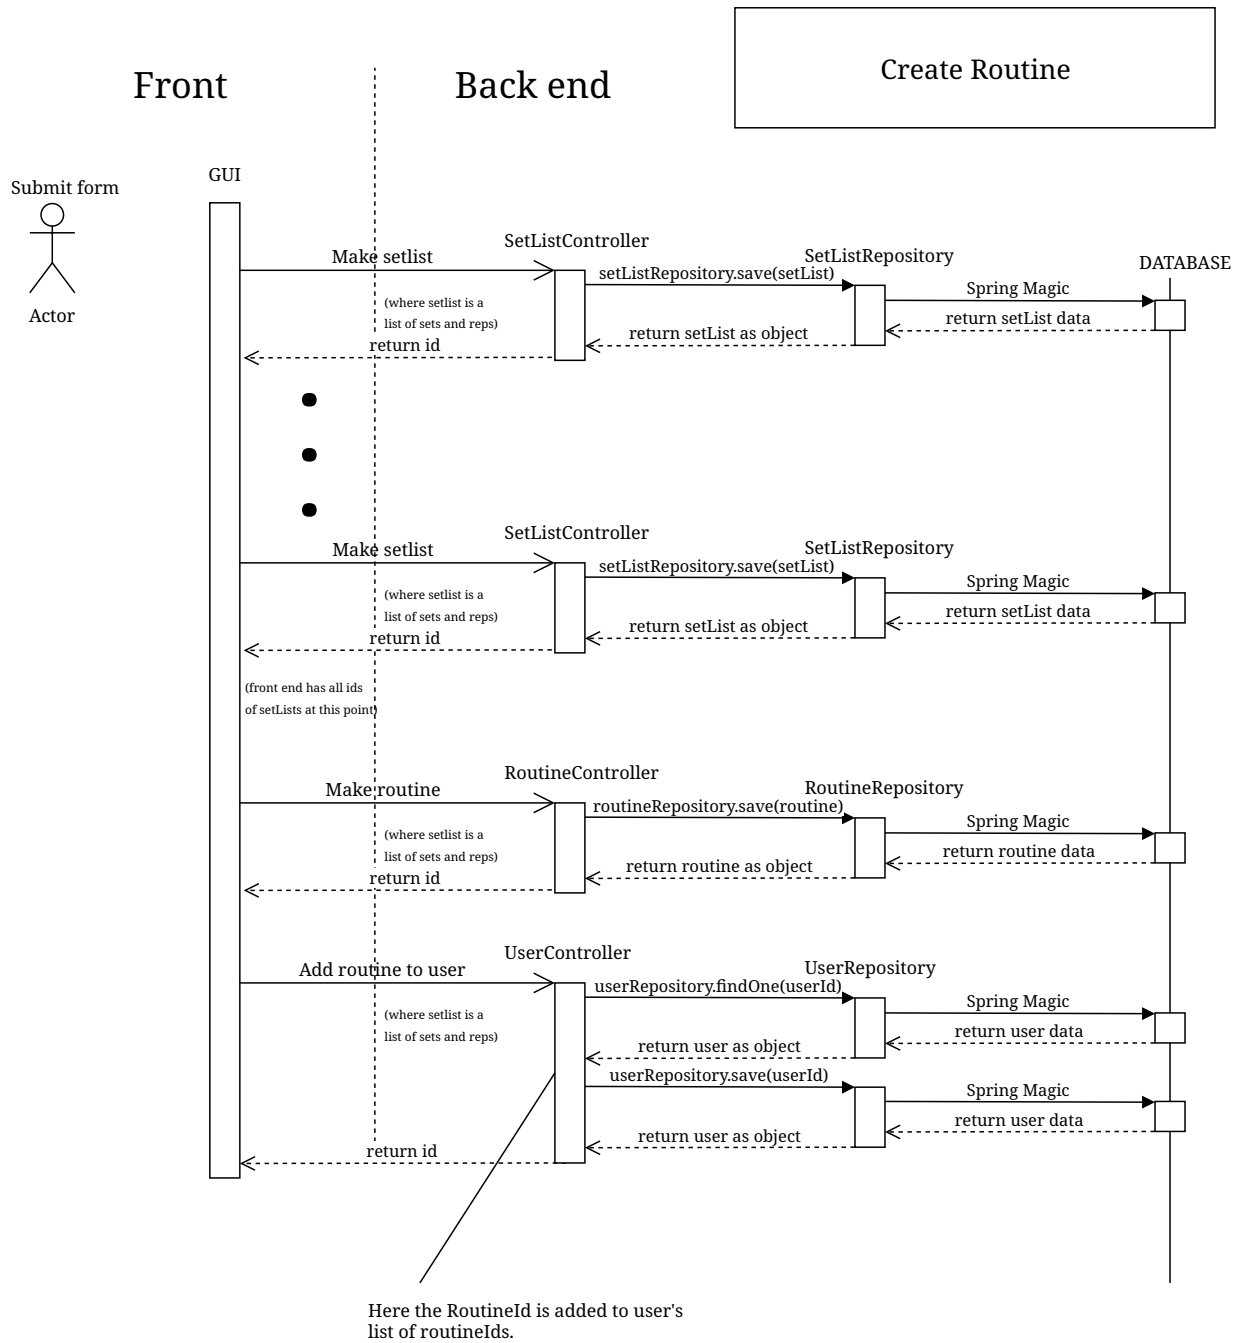 Create Routine
Front
Back end
GUI
Submit form
Actor
SetListController
SetListRepository
DATABASE
Make setlist
setListRepository.save(setList)
Spring Magic
(where setlist is a
list of sets and reps)
return setList data
return setList as object
return id
SetListController
SetListRepository
Make setlist
setListRepository.save(setList)
Spring Magic
(where setlist is a
list of sets and reps)
return setList data
return setList as object
return id
(front end has all ids
of setLists at this point)
RoutineController
RoutineRepository
Make routine
routineRepository.save(routine)
Spring Magic
(where setlist is a
list of sets and reps)
return routine data
return routine as object
return id
UserController
UserRepository
Add routine to user
userRepository.findOne(userId)
Spring Magic
(where setlist is a
list of sets and reps)
return user data
return user as object
userRepository.save(userId)
Spring Magic
return user data
return user as object
return id
Here the RoutineId is added to user's
list of routineIds.